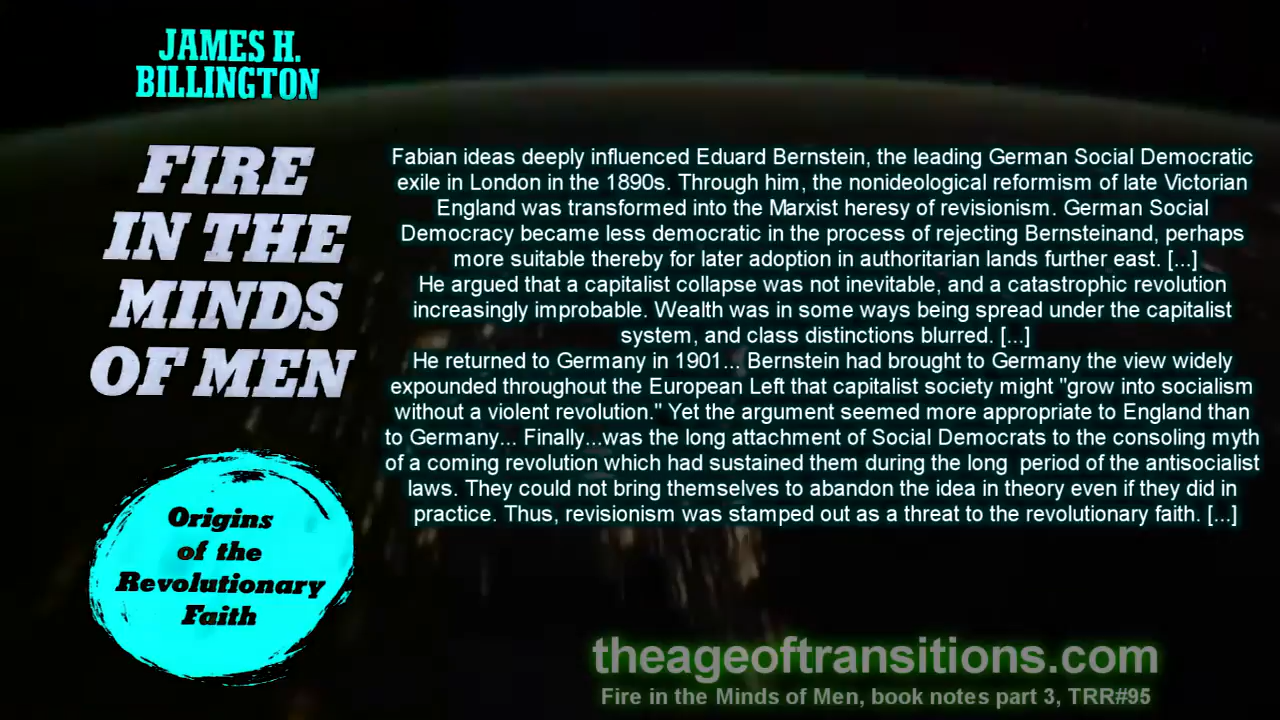 JAMES H.
BILLINGTON
FIRE
IN THE
MINDS
OF MEN
Origins
of the
Revolutionary
Faith
Fabian ideas deeply influenced Eduard Bernstein, the leading German Social Democratic
exile in London in the 1890s. Through him, the nonideological reformism of late Victorian
England was transformed into the Marxist heresy of revisionism. German Social
Democracy became less democratic in the process of rejecting Bernsteinand, perhaps
more suitable thereby for later adoption in authoritarian lands further east. [...]
He argued that a capitalist collapse was not inevitable, and a catastrophic revolution
increasingly improbable. Wealth was in some ways being spread under the capitalist
system, and class distinctions blurred. [...]
He returned to Germany in 1901... Bernstein had brought to Germany the view widely
expounded throughout the European Left that capitalist society might "grow into socialism
without a violent revolution." Yet the argument seemed more appropriate to England than
to Germany... Finally...was the long attachment of Social Democrats to the consoling myth
of a coming revolution which had sustained them during the long period of the antisocialist
laws. They could not bring themselves to abandon the idea in theory even if they did in
practice. Thus, revisionism was stamped out as a threat to the revolutionary faith. [...]
theageoftransitions.com
Fire in the Minds of Men, book notes part 3, TRR#95